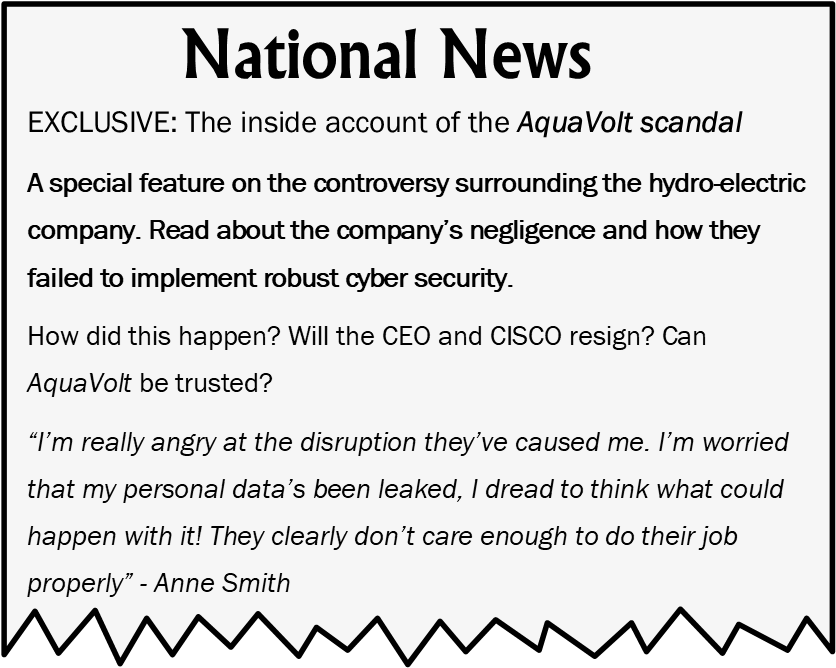 National News
EXCLUSIVE: The inside account of the AquaVolt scandal
A special feature on the controversy surrounding the hydro-electric
company. Read about the company’s negligence and how they
failed to implement robust cyber security.
How did this happen? Will the CEO and CISCO resign? Can
AquaVolt be trusted?
“I’m really angry at the disruption they’ve caused me. I’m worried
that my personal data’s been leaked, I dread to think what could
happen with it! They clearly don’t care enough to do their job
properly” - Anne Smith